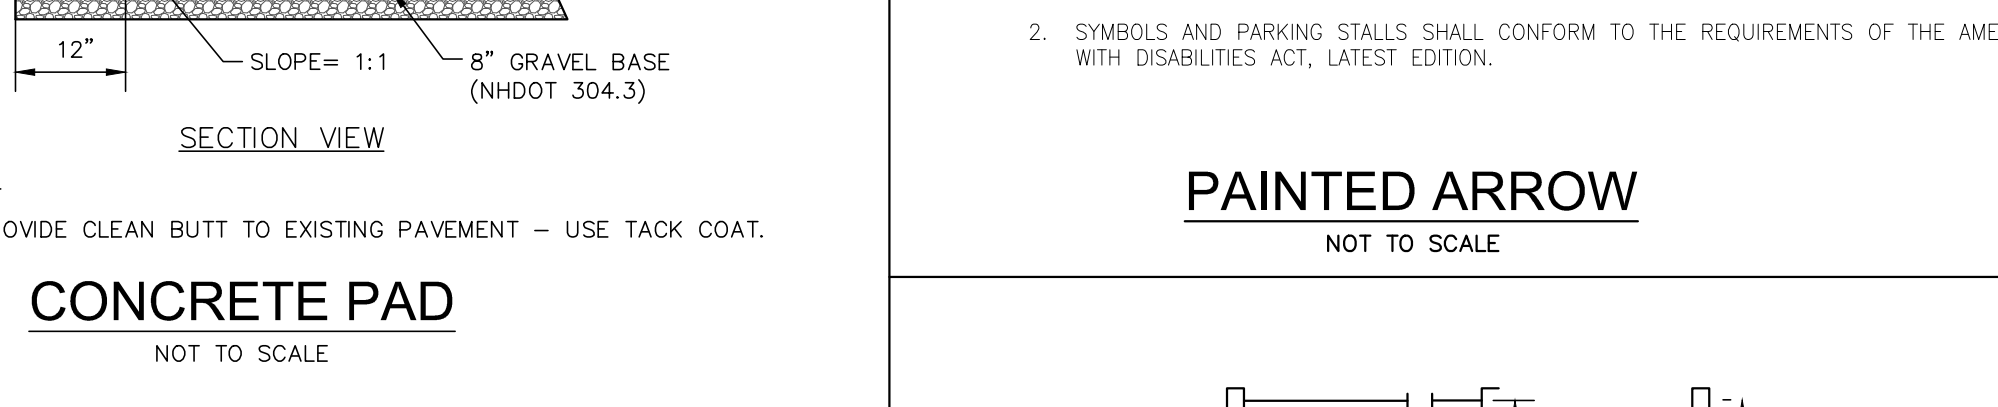 12"
SLOPE= 1:1
8" GRAVEL BASE
(NHDOT 304.3)
SECTION VIEW
TO EXISTING PAVEMENT – USE TACK COAT.
CLEAN BUTT
CONCRETE PAD
NOT TO SCALE
2. SYMBOLS AND PARKING STALLS SHALL CONFORM TO THE REQUIREMENTS OF THE
WITH DISABILITIES ACT, LATEST EDITION.
PAINTED ARROW
NOT TO SCALE